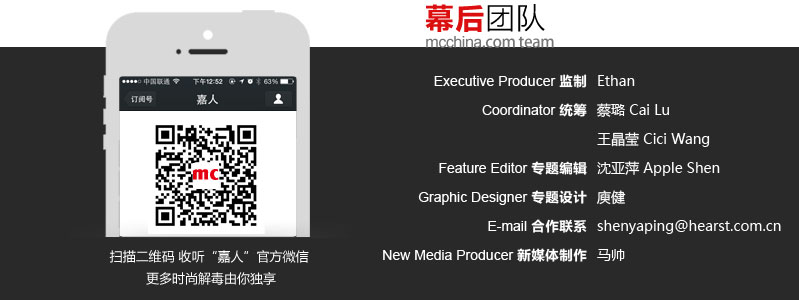 幕后团队
mcchina.com team
中国联通 下午12:52 63%
订阅号 嘉人
mc
扫描二维码 收听“嘉人”官方微信
更多时尚解毒由你独享
Executive Producer 监制 Ethan
Coordinator 统筹 蔡璐 Cai Lu
王晶莹 Cici Wang
Feature Editor 专题编辑 沈亚萍 Apple Shen
Graphic Designer 专题设计 庾健
E-mail 合作联系 shenyaping@hearst.com.cn
New Media Producer 新媒体制作 马帅